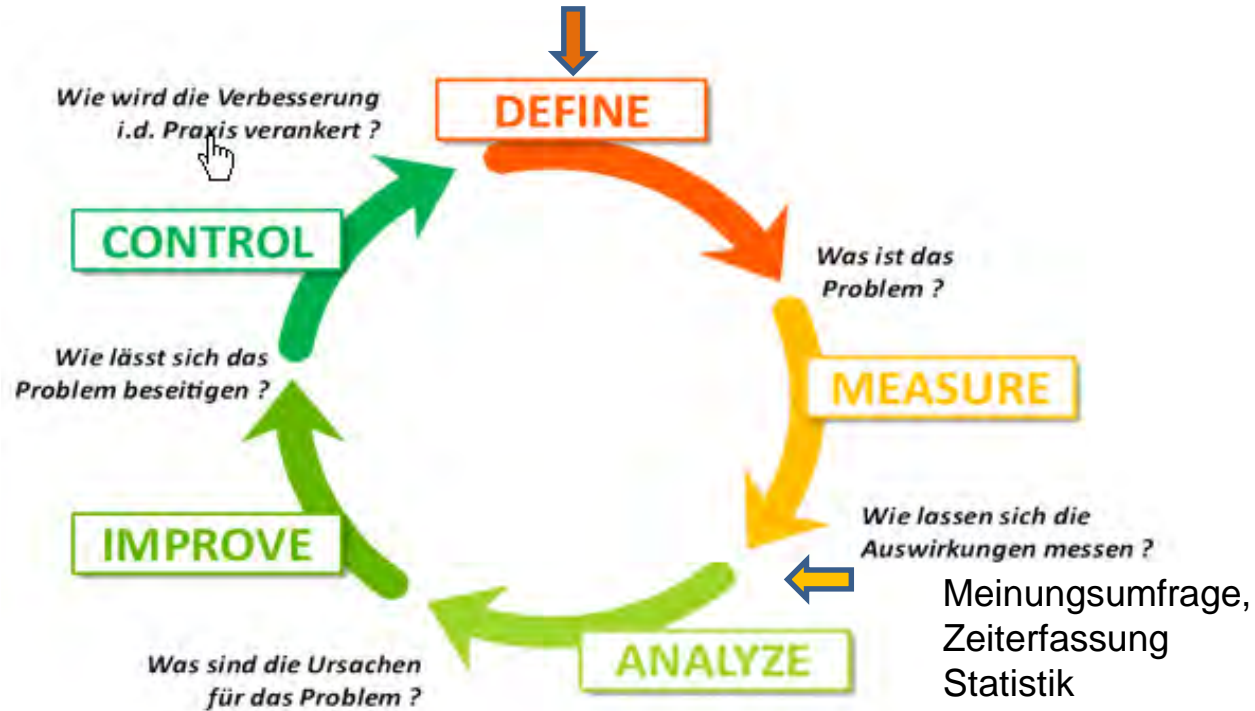 DEFINE
Was ist das
Problem ?
MEASURE
Wie lassen sich die
Auswirkungen messen ?
Meinungsumfrage,
Zeiterfassung
Statistik
ANALYZE
Was sind die Ursachen
für das Problem ?
IMPROVE
Wie lässt sich das
Problem beseitigen ?
CONTROL
Wie wird die Verbesserung
i.d. Praxis verankert ?